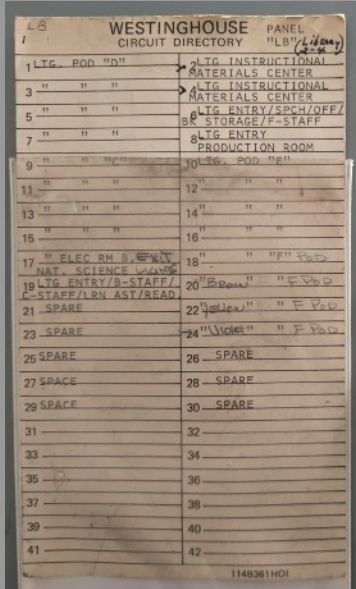 LB WESTINGHOUSE PANEL
1 CIRCUIT DIRECTORY "LB" (Library)
1 LTG. POD "D" 2 LTG INSTRUCTIONAL
MATERIALS CENTER
3 " " " 4 LTG INSTRUCTIONAL
MATERIALS CENTER
5 " " " 6 LTG ENTRY/SPCH/OFF/
BK STORAGE/F-STAFF
7 " " " 8 LTG ENTRY
PRODUCTION ROOM
9 " " "C" 10 LTG. POD "E"
11 " " " 12 " " "
13 " " " 14 " " "
15 " " " 16 " " "
17 " ELEC RM B, EXIT 18 " " "F" POD
NAT. SCIENCE LIGHTS
19 LTG ENTRY/B-STAFF/ 20 "Brown" " F POD
C-STAFF/LRN AST/READ.
21 SPARE 22 "Yellow" " F POD
23 SPARE 24 "Violet" " F POD
25 SPARE 26 SPARE
27 SPACE 28 SPARE
29 SPACE 30 SPARE
31 32
33 34
35 36
37 38
39 40
41 42
1148361H01